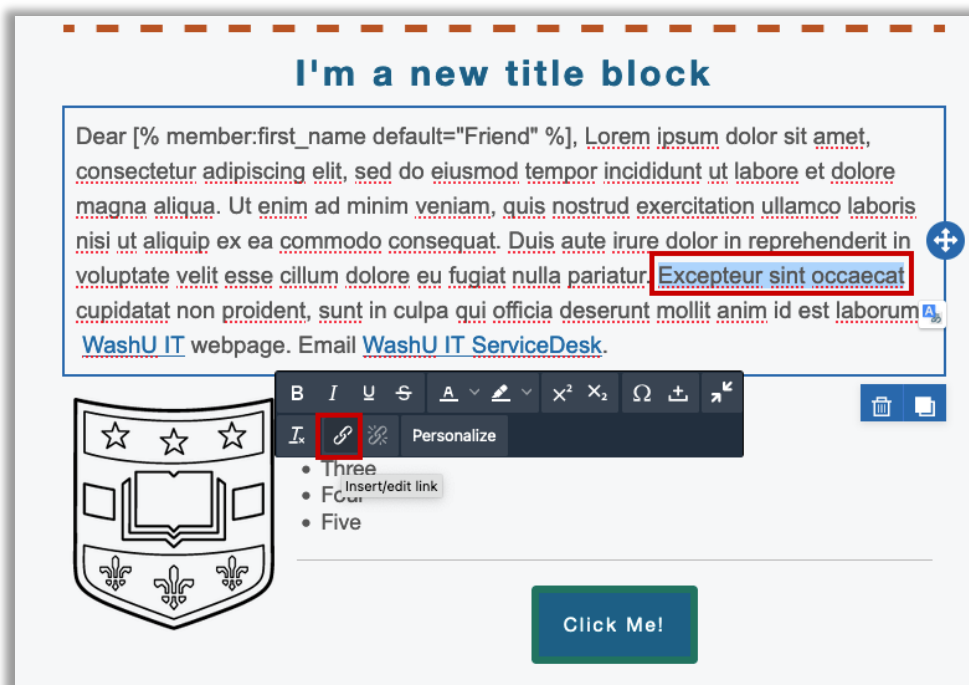 I'm a new title block
Dear [% member:first_name default="Friend" %], Lorem ipsum dolor sit amet,
consectetur adipiscing elit, sed do eiusmod tempor incididunt ut labore et dolore
magna aliqua. Ut enim ad minim veniam, quis nostrud exercitation ullamco laboris
nisi ut aliquip ex ea commodo consequat. Duis aute irure dolor in reprehenderit in
voluptate velit esse cillum dolore eu fugiat nulla pariatur. Excepteur sint occaecat
cupidatat non proident, sunt in culpa qui officia deserunt mollit anim id est laborum
WashU IT webpage. Email WashU IT ServiceDesk.
B I U S A X² X₂ Ω
Tx Personalize
Three
Insert/edit link
Four
Five
Click Me!